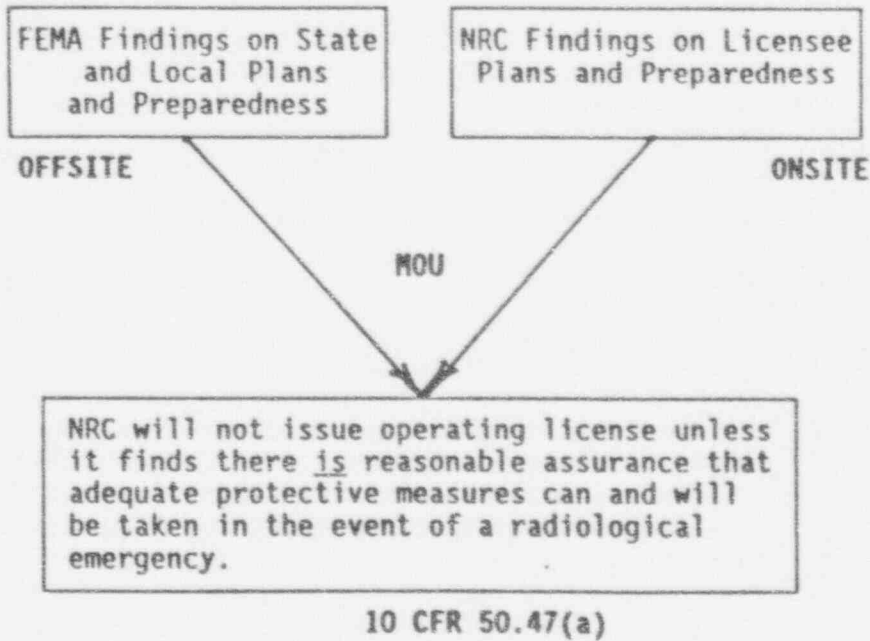 FEMA Findings on State
and Local Plans
and Preparedness
NRC Findings on Licensee
Plans and Preparedness
OFFSITE
ONSITE
MOU
NRC will not issue operating license unless
it finds there is reasonable assurance that
adequate protective measures can and will
be taken in the event of a radiological
emergency.
10 CFR 50.47(a)